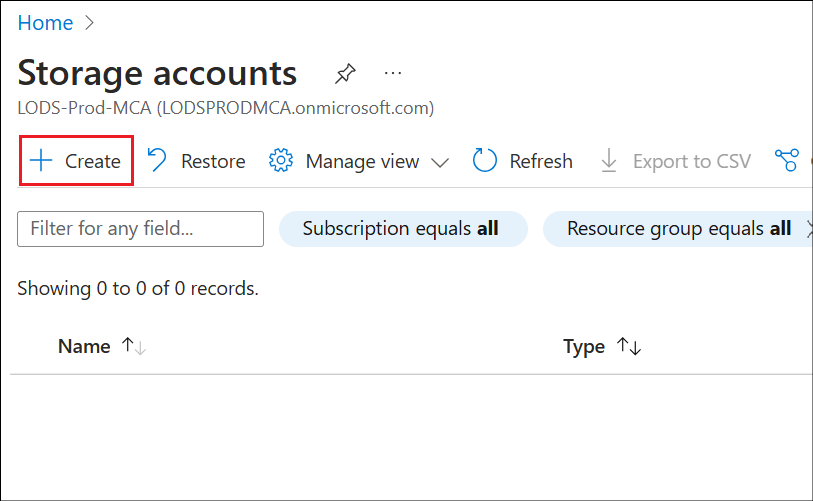 Home
Storage accounts
LODS-Prod-MCA (LODSPRODMCA.onmicrosoft.com)
Create Restore Manage view Refresh Export to CSV
Filter for any field... Subscription equals all Resource group equals all
Showing 0 to 0 of 0 records.
Name Type